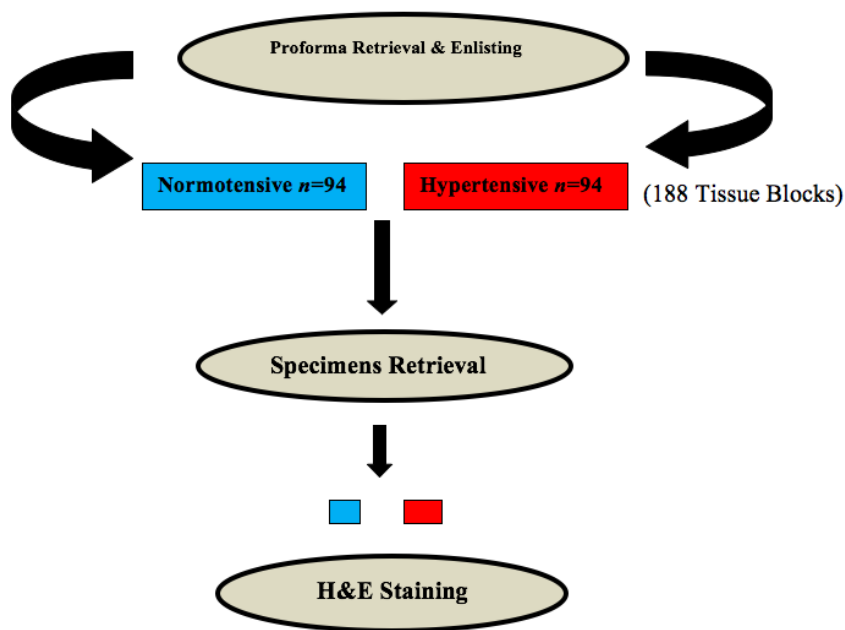 Proforma Retrieval & Enlisting
Normotensive n=94
Hypertensive n=94
(188 Tissue Blocks)
Specimens Retrieval
H&E Staining